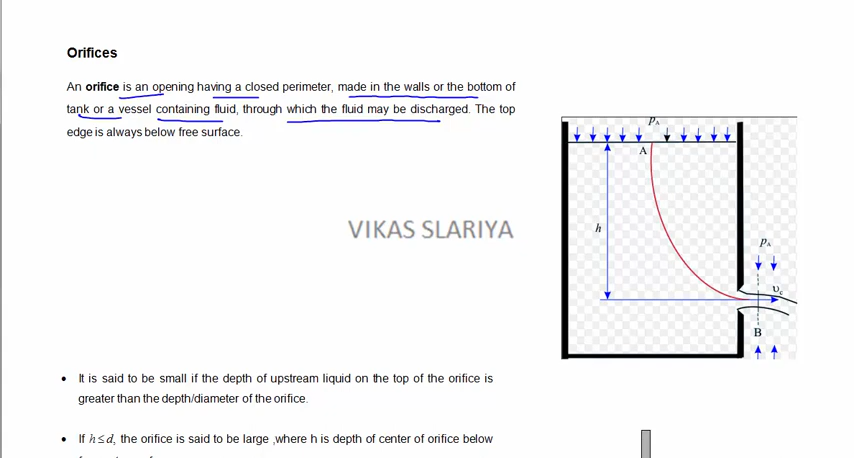 Orifices
An orifice is an opening having a closed perimeter, made in the walls or the bottom of
tank or a vessel containing fluid, through which the fluid may be discharged. The top
edge is always below free surface.
VIKAS SLARIYA
p_A
A
h
p_A
υ_c
B
• It is said to be small if the depth of upstream liquid on the top of the orifice is
greater than the depth/diameter of the orifice.
• If h ≤ d, the orifice is said to be large ,where h is depth of center of orifice below